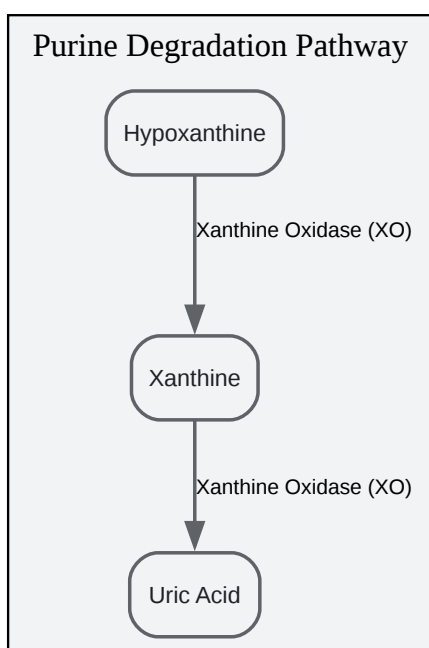 Purine Degradation Pathway
Hypoxanthine
Xanthine Oxidase (XO)
Xanthine
Xanthine Oxidase (XO)
Uric Acid